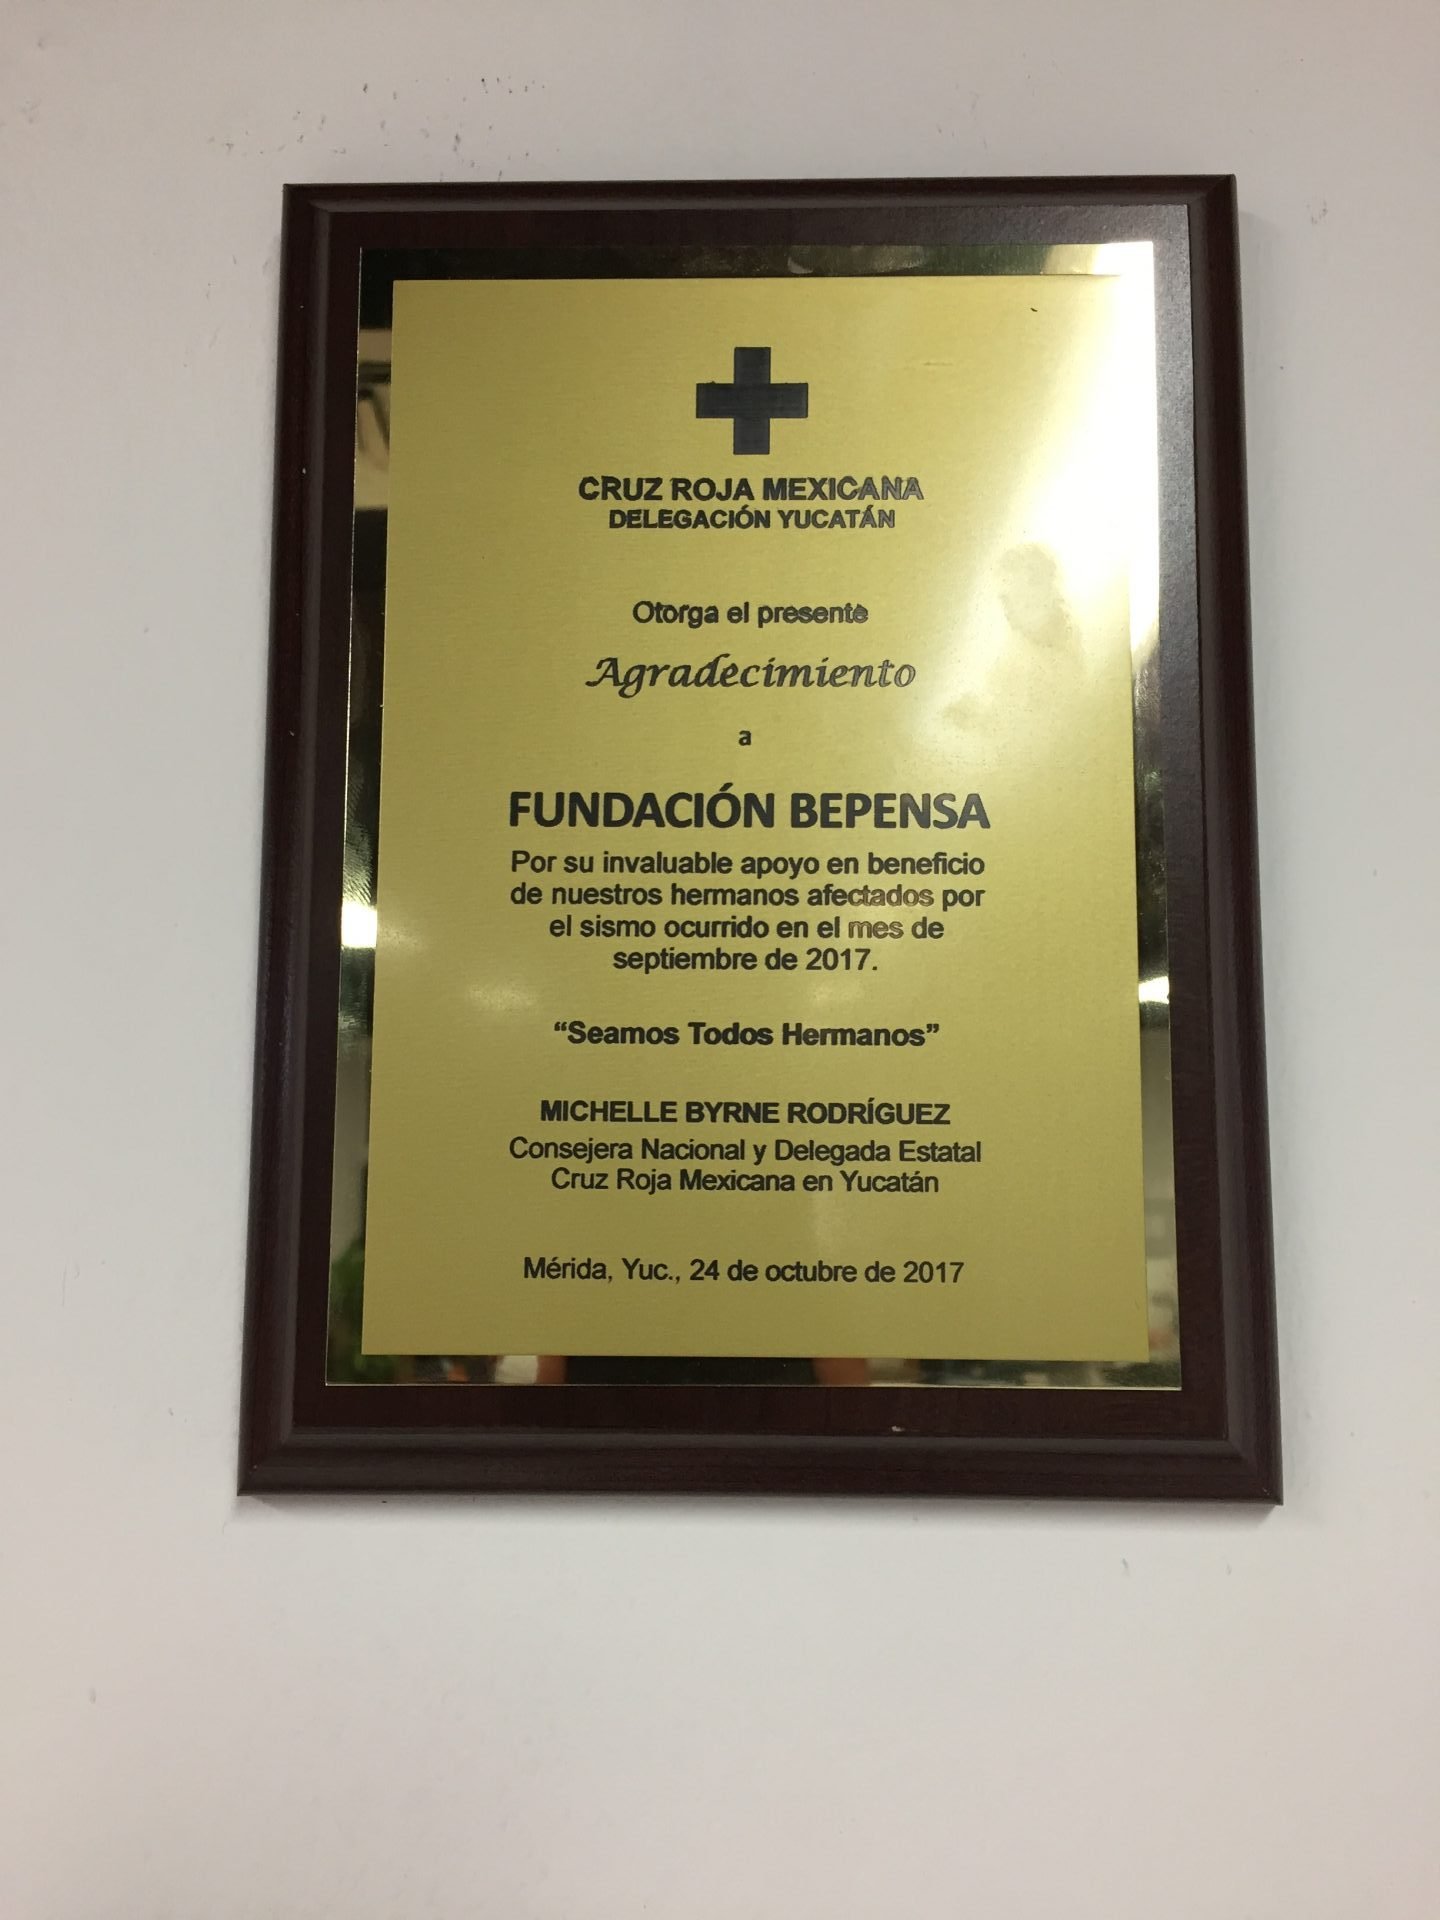 CRUZ ROJA MEXICANA
DELEGACIÓN YUCATÁN
Otorga el presente
Agradecimiento
a
FUNDACIÓN BEPENSA
Por su invaluable apoyo en beneficio
de nuestros hermanos afectados por
el sismo ocurrido en el mes de
septiembre de 2017.
“Seamos Todos Hermanos”
MICHELLE BYRNE RODRÍGUEZ
Consejera Nacional y Delegada Estatal
Cruz Roja Mexicana en Yucatán
Mérida, Yuc., 24 de octubre de 2017